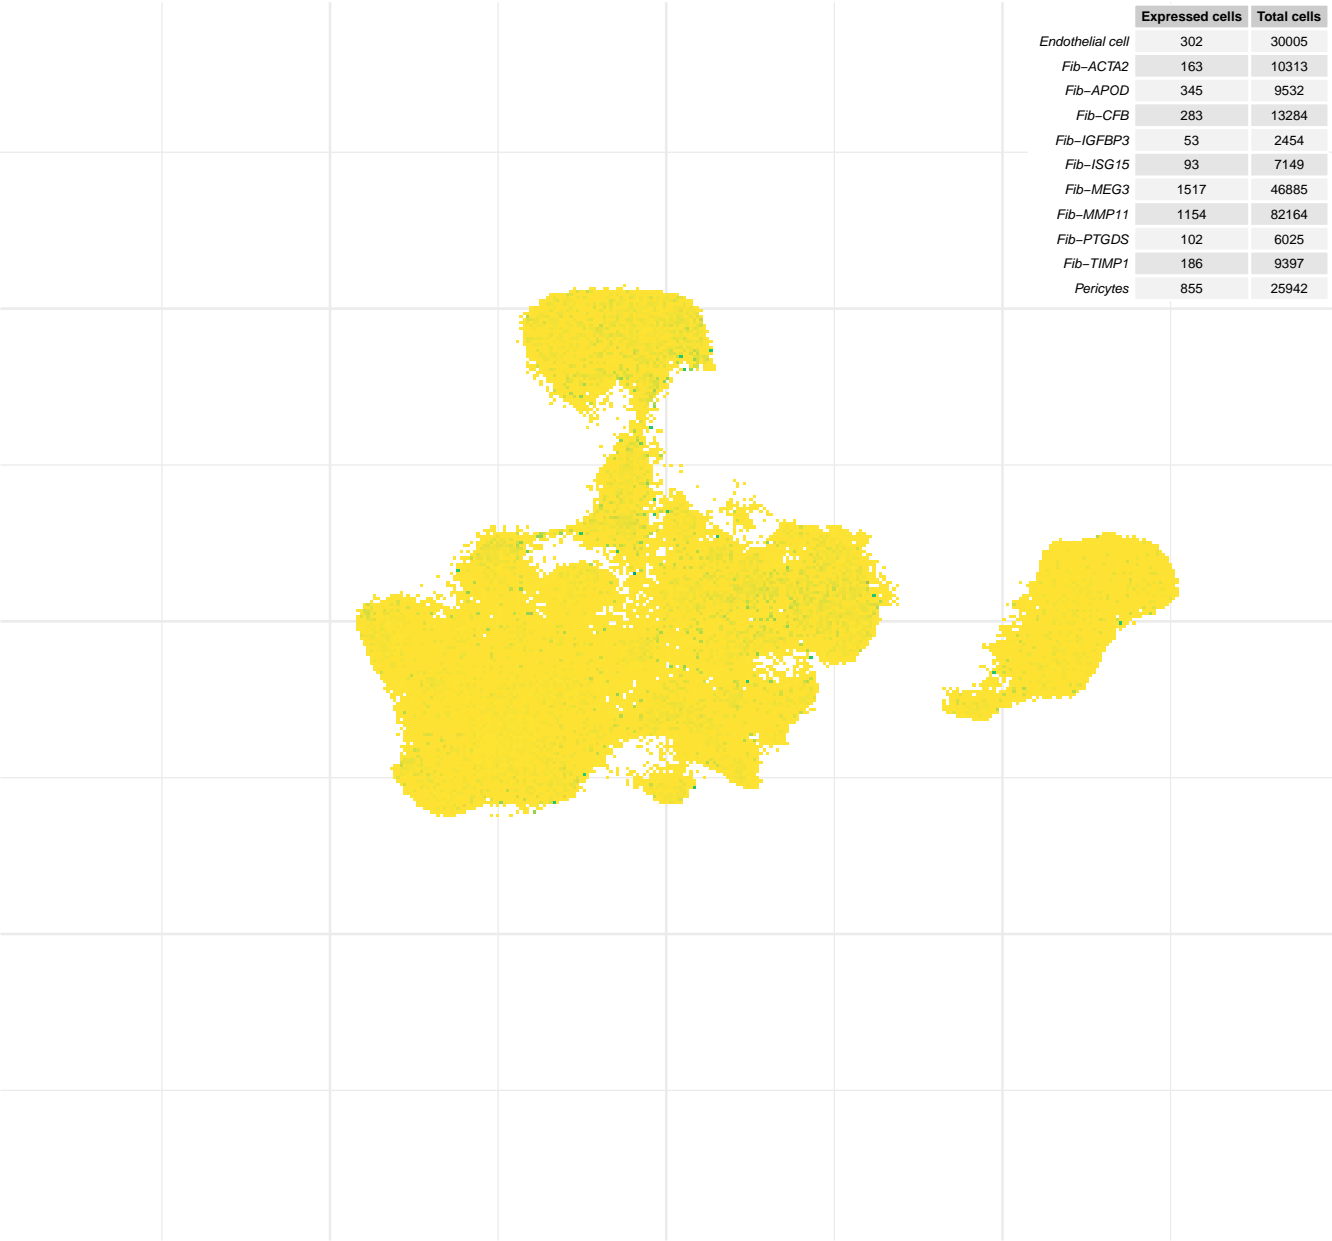 Expressed cells Total cells
Endothelial cell 302 30005
Fib−ACTA2 163 10313
Fib−APOD 345 9532
Fib−CFB 283 13284
Fib−IGFBP3 53 2454
Fib−ISG15 93 7149
Fib−MEG3 1517 46885
Fib−MMP11 1154 82164
Fib−PTGDS 102 6025
Fib−TIMP1 186 9397
Pericytes 855 25942